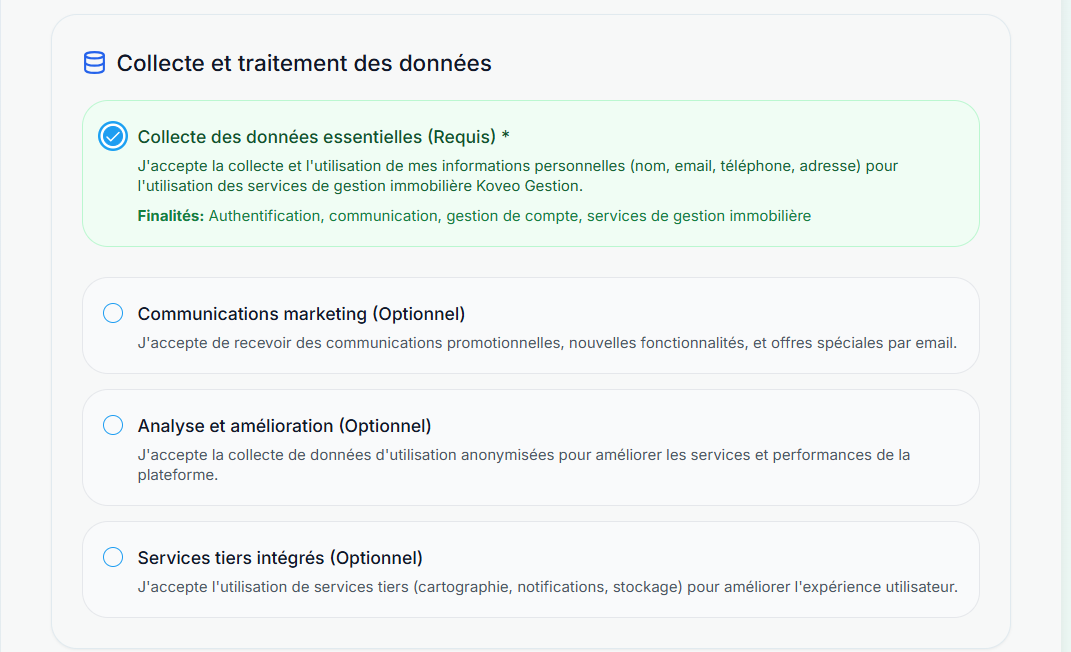 Collecte et traitement des données
Collecte des données essentielles (Requis) *
J'accepte la collecte et l'utilisation de mes informations personnelles (nom, email, téléphone, adresse) pour
l'utilisation des services de gestion immobilière Koveo Gestion.
Finalités: Authentification, communication, gestion de compte, services de gestion immobilière
Communications marketing (Optionnel)
J'accepte de recevoir des communications promotionnelles, nouvelles fonctionnalités, et offres spéciales par email.
Analyse et amélioration (Optionnel)
J'accepte la collecte de données d'utilisation anonymisées pour améliorer les services et performances de la
plateforme.
Services tiers intégrés (Optionnel)
J'accepte l'utilisation de services tiers (cartographie, notifications, stockage) pour améliorer l'expérience utilisateur.